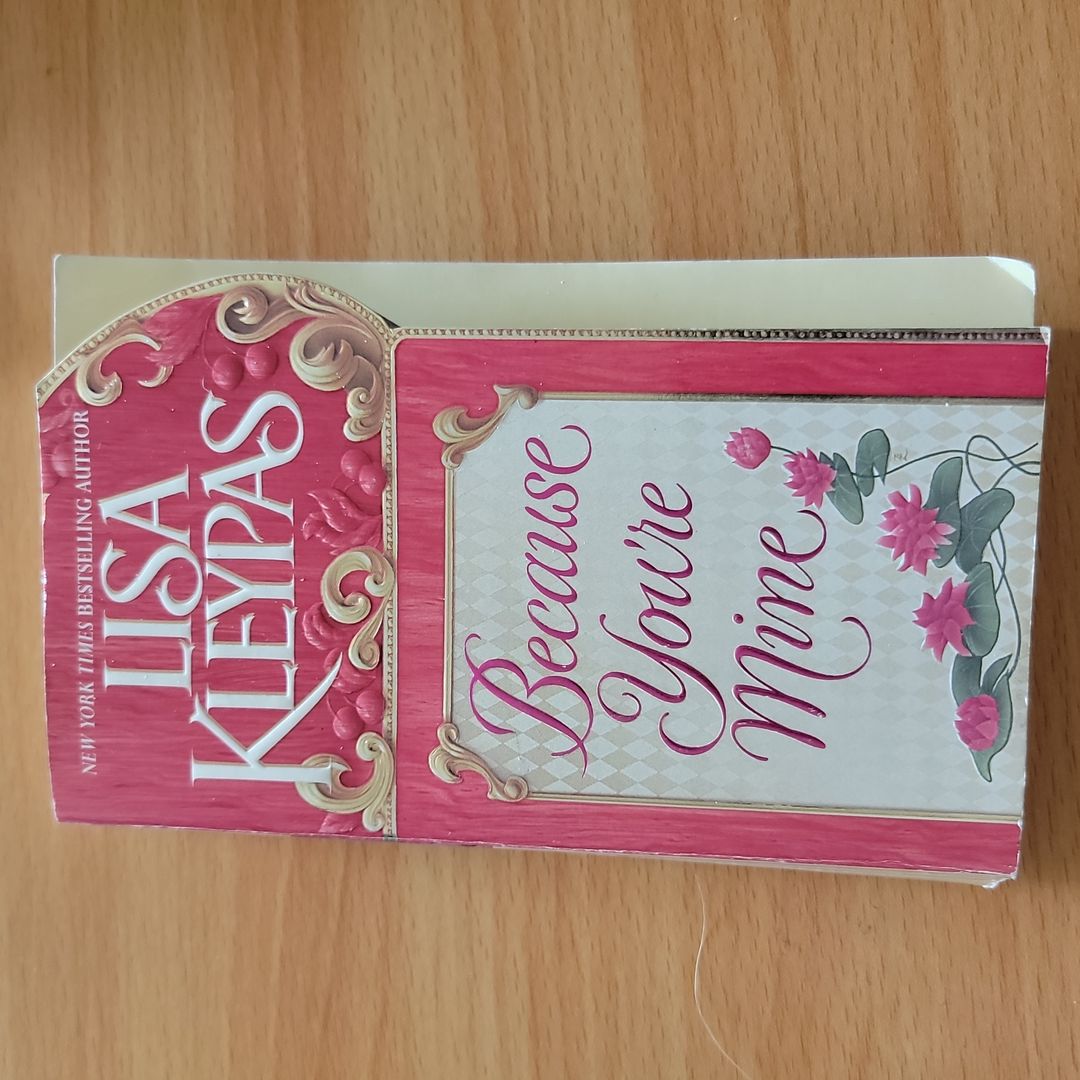 NEW YORK TIMES BESTSELLING AUTHOR
LISA
KLEYPAS
Because
You're
Mine